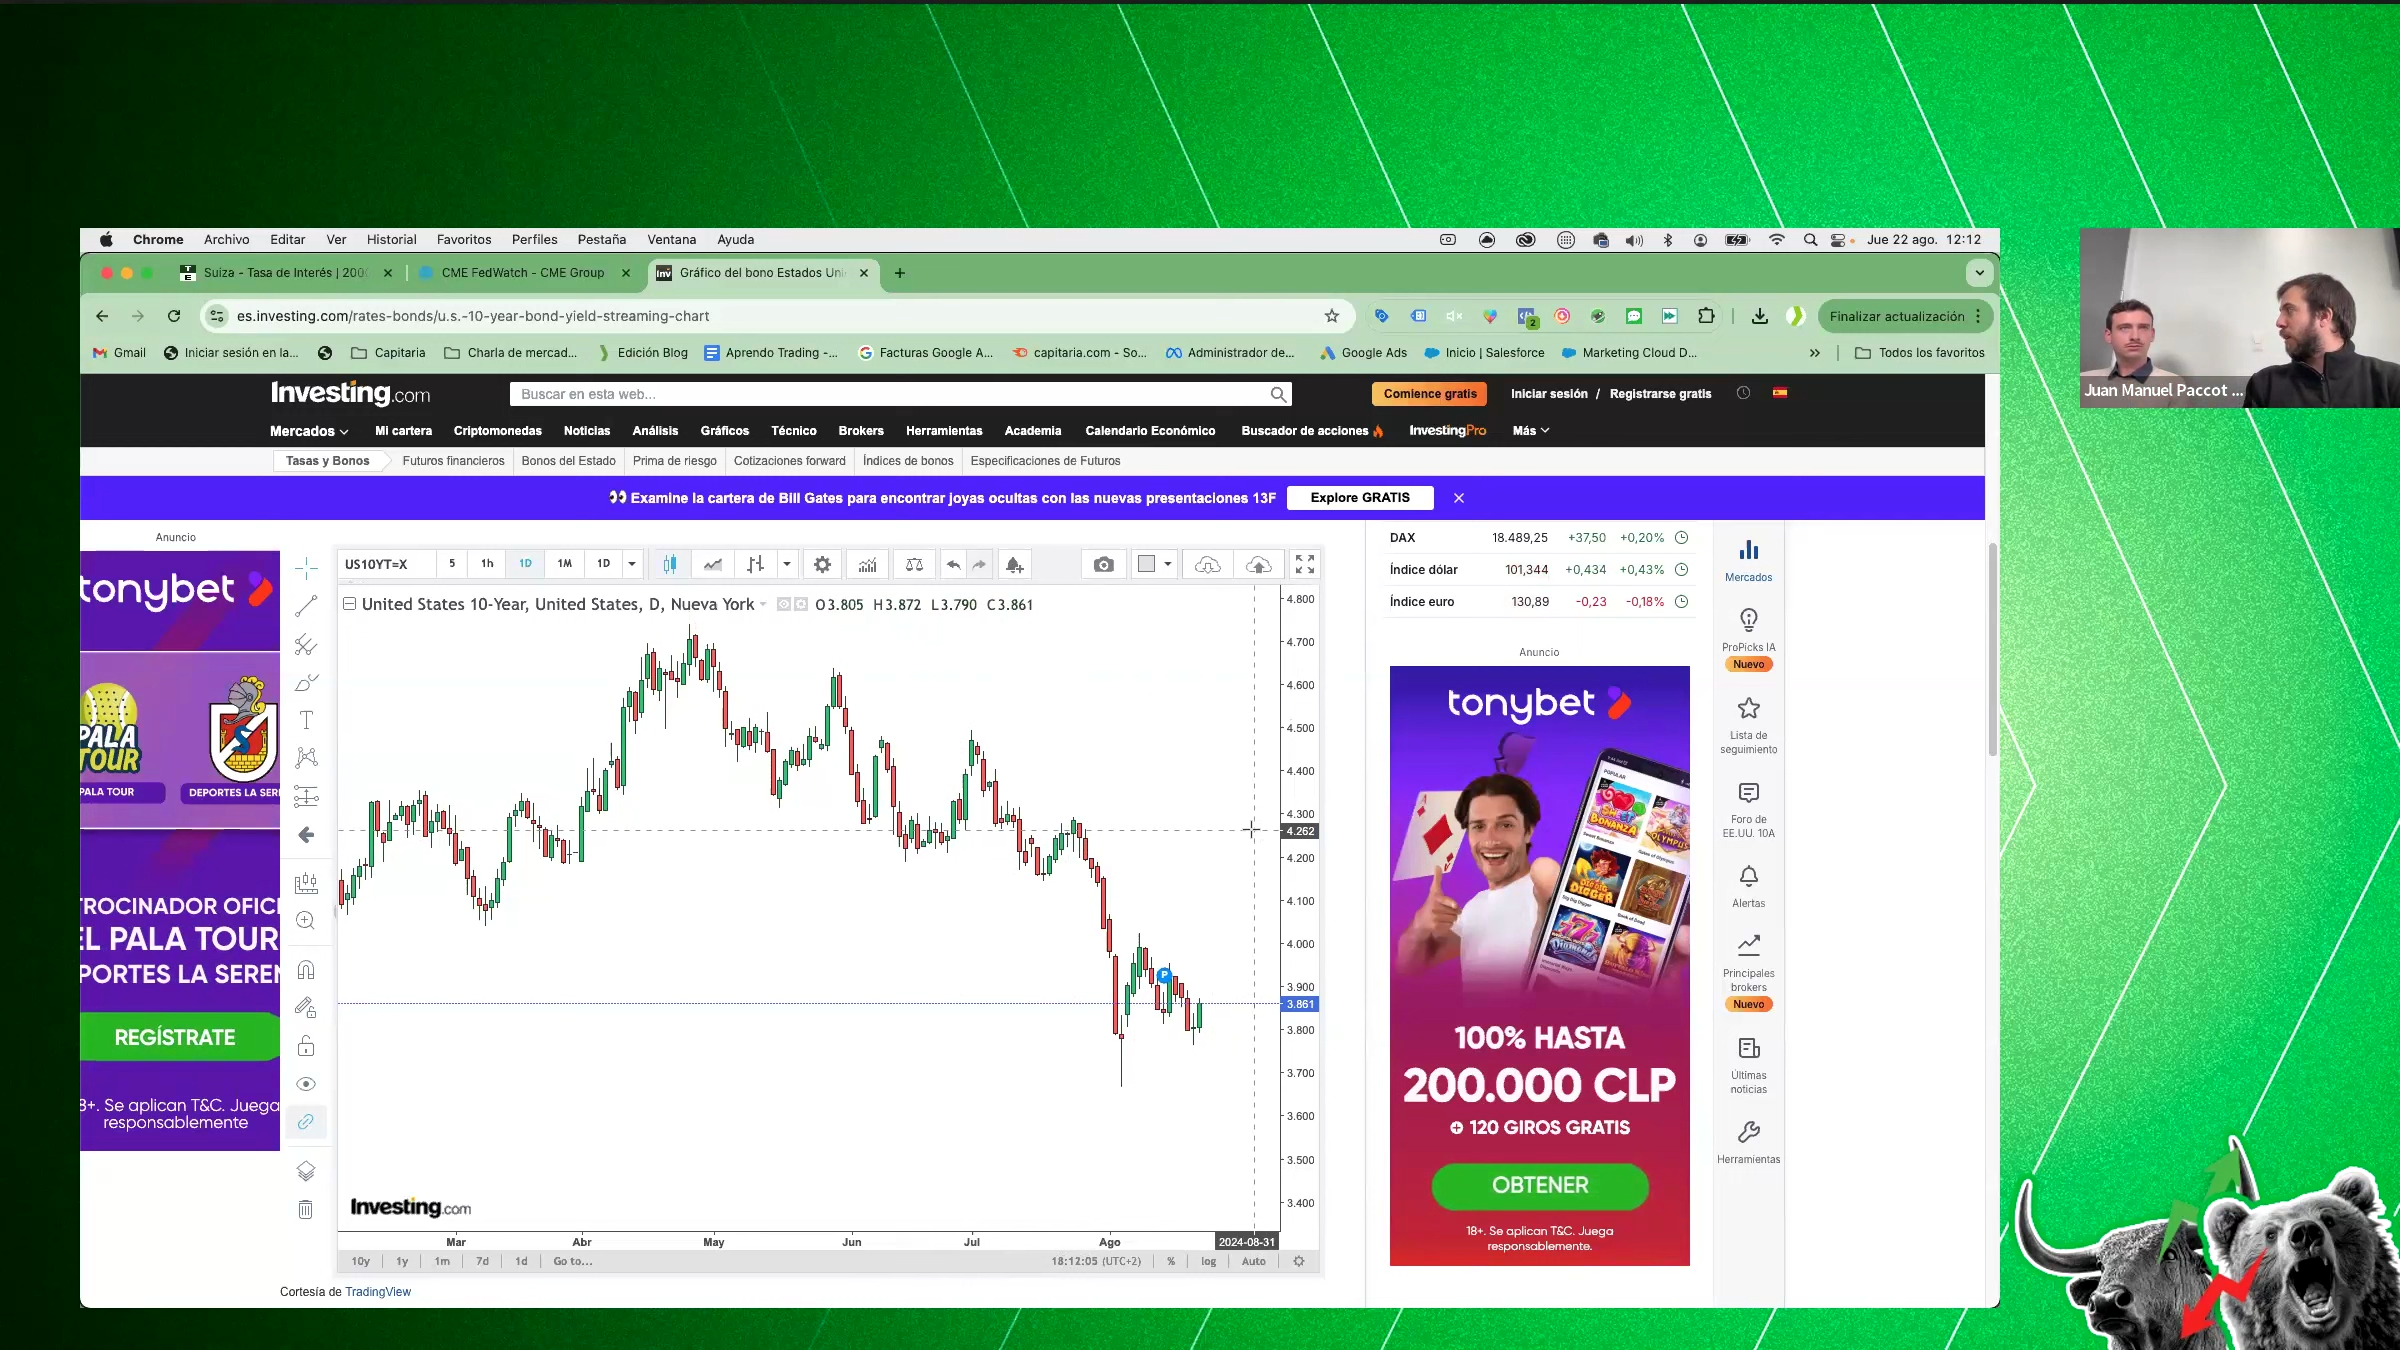 Chrome Archivo Editar Ver Historial Favoritos Perfiles Pestaña Ventana Ayuda
Jue 22 ago. 12:12
Suiza - Tasa de Interés | 200
CME FedWatch - CME Group
Inv Gráfico del bono Estados Uni
es.investing.com/rates-bonds/u.s.-10-year-bond-yield-streaming-chart
2
Finalizar actualización
Gmail Iniciar sesión en la... Capitaria Charla de mercad... Edición Blog Aprendo Trading -... Facturas Google A... capitaria.com - So... Administrador de... Google Ads Inicio | Salesforce Marketing Cloud D...
Todos los favoritos
Investing.com
Buscar en esta web...
Comience gratis
Iniciar sesión / Registrarse gratis
Mercados Mi cartera Criptomonedas Noticias Análisis Gráficos Técnico Brokers Herramientas Academia Calendario Económico Buscador de acciones InvestingPro Más
Tasas y Bonos Futuros financieros Bonos del Estado Prima de riesgo Cotizaciones forward Índices de bonos Especificaciones de Futuros
Examine la cartera de Bill Gates para encontrar joyas ocultas con las nuevas presentaciones 13F
Explore GRATIS
Anuncio
tonybet
PALA TOUR
PALA TOUR
DEPORTES LA SERE
TROCINADOR OFICI
EL PALA TOUR
PORTES LA SEREN
REGÍSTRATE
8+. Se aplican T&C. Juega
responsablemente
US10YT=X 5 1h 1D 1M 1D
United States 10-Year, United States, D, Nueva York O3.805 H3.872 L3.790 C3.861
4.800
4.700
4.600
4.500
4.400
4.300
4.262
4.200
4.100
4.000
3.900
3.861
3.800
3.700
3.600
3.500
3.400
P
Investing.com
Mar Abr May Jun Jul Ago 2024-08-31
10y 1y 1m 7d 1d Go to...
18:12:05 (UTC+2) % log Auto
Cortesía de TradingView
DAX 18.489,25 +37,50 +0,20%
Índice dólar 101,344 +0,434 +0,43%
Índice euro 130,89 -0,23 -0,18%
Anuncio
tonybet
POPULAR
100% HASTA
200.000 CLP
+ 120 GIROS GRATIS
OBTENER
18+. Se aplican T&C. Juega
responsablemente.
Mercados
ProPicks IA
Nuevo
Lista de
seguimiento
Foro de
EE.UU. 10A
Alertas
Principales
brokers
Nuevo
Últimas
noticias
Herramientas
Juan Manuel Paccot ...